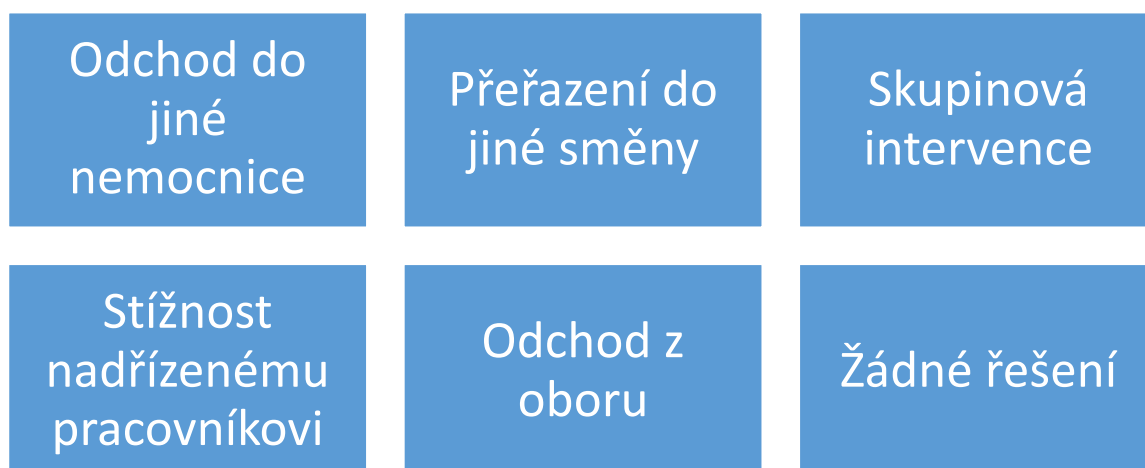 Odchod do
jiné
nemocnice
Přeřazení do
jiné směny
Skupinová
intervence
Stížnost
nadřízenému
pracovníkovi
Odchod z
oboru
Žádné řešení